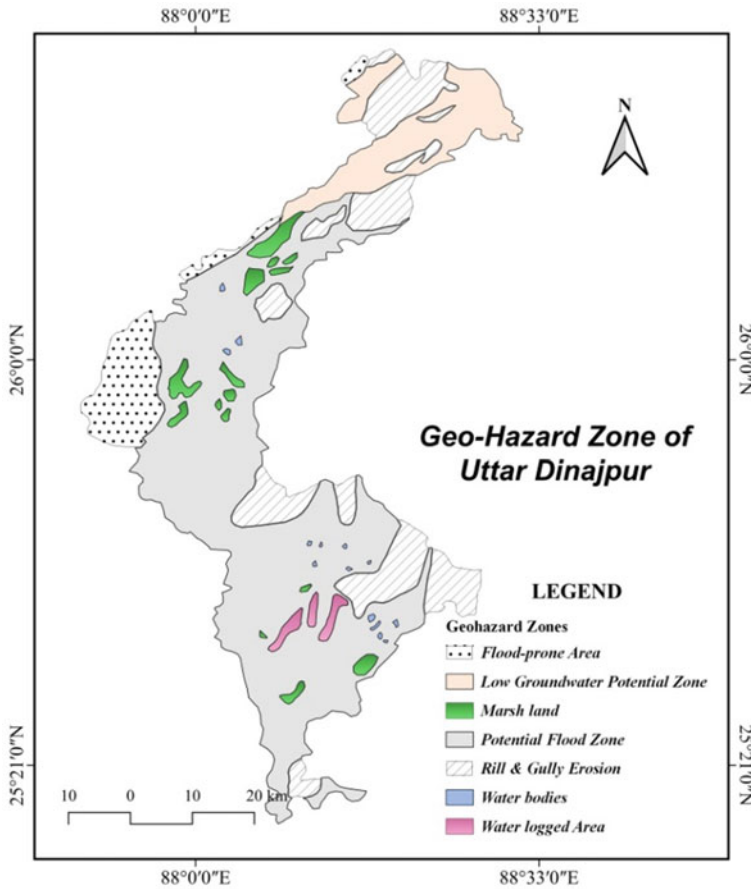 88°0'0"E 88°33'0"E
N
26°0'0"N 26°0'0"N
Geo-Hazard Zone of
Uttar Dinajpur
LEGEND
Geohazard Zones
Flood-prone Area
Low Groundwater Potential Zone
Marsh land
Potential Flood Zone
Rill & Gully Erosion
Water bodies
Water logged Area
25°21'0"N 25°21'0"N
10 0 10 20 km
88°0'0"E 88°33'0"E